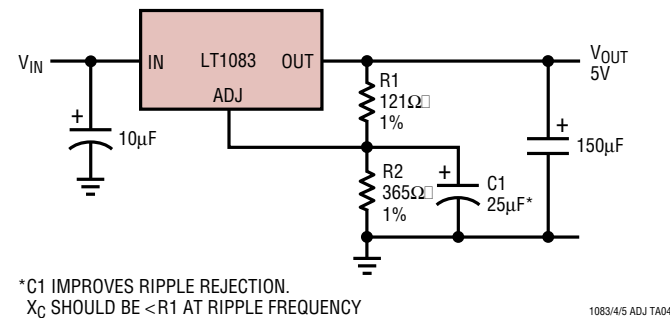 V_IN
IN
LT1083
OUT
ADJ
V_OUT
5V
+
10µF
R1
121Ω
1%
R2
365Ω
1%
+
C1
25µF*
+
150µF
*C1 IMPROVES RIPPLE REJECTION.
X_C SHOULD BE <R1 AT RIPPLE FREQUENCY
1083/4/5 ADJ TA04